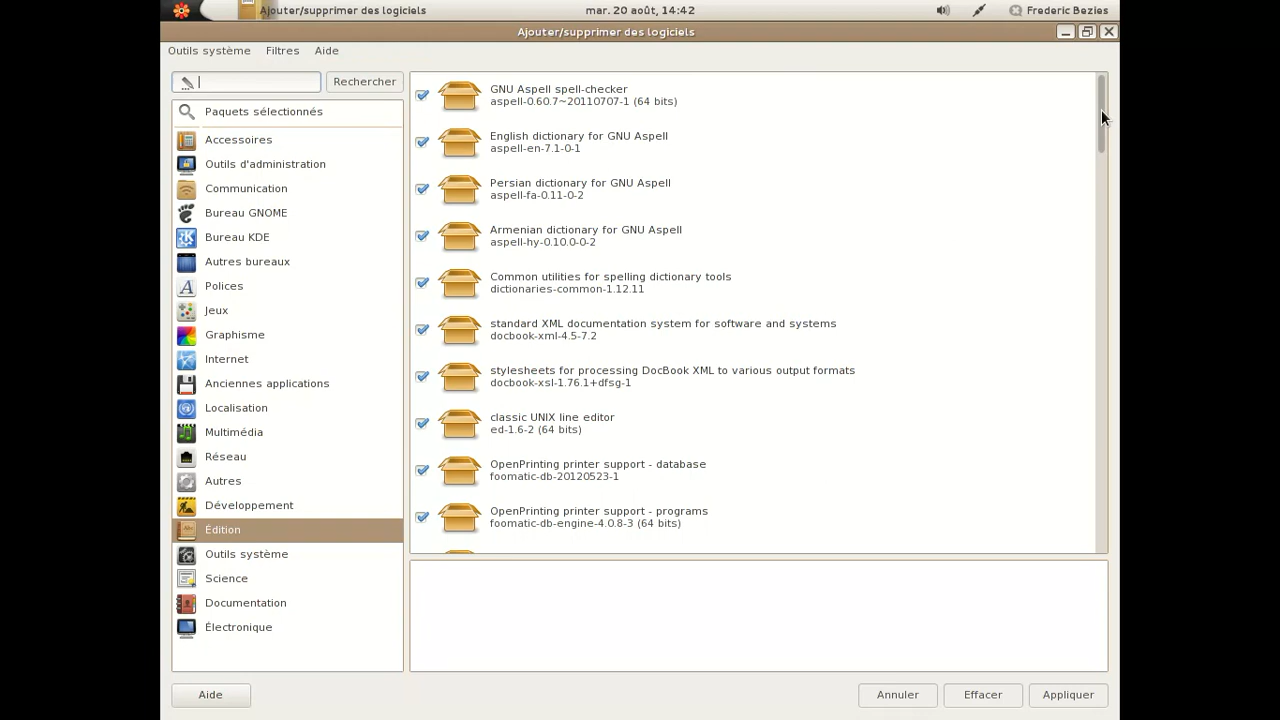 Ajouter/supprimer des logiciels
mar. 20 août, 14:42
Frederic Bezies
Ajouter/supprimer des logiciels
Outils système Filtres Aide
Rechercher
Paquets sélectionnés
Accessoires
Outils d'administration
Communication
Bureau GNOME
Bureau KDE
Autres bureaux
Polices
Jeux
Graphisme
Internet
Anciennes applications
Localisation
Multimédia
Réseau
Autres
Développement
Édition
Outils système
Science
Documentation
Électronique
GNU Aspell spell-checker
aspell-0.60.7~20110707-1 (64 bits)
English dictionary for GNU Aspell
aspell-en-7.1-0-1
Persian dictionary for GNU Aspell
aspell-fa-0.11-0-2
Armenian dictionary for GNU Aspell
aspell-hy-0.10.0-0-2
Common utilities for spelling dictionary tools
dictionaries-common-1.12.11
standard XML documentation system for software and systems
docbook-xml-4.5-7.2
stylesheets for processing DocBook XML to various output formats
docbook-xsl-1.76.1+dfsg-1
classic UNIX line editor
ed-1.6-2 (64 bits)
OpenPrinting printer support - database
foomatic-db-20120523-1
OpenPrinting printer support - programs
foomatic-db-engine-4.0.8-3 (64 bits)
Aide
Annuler
Effacer
Appliquer